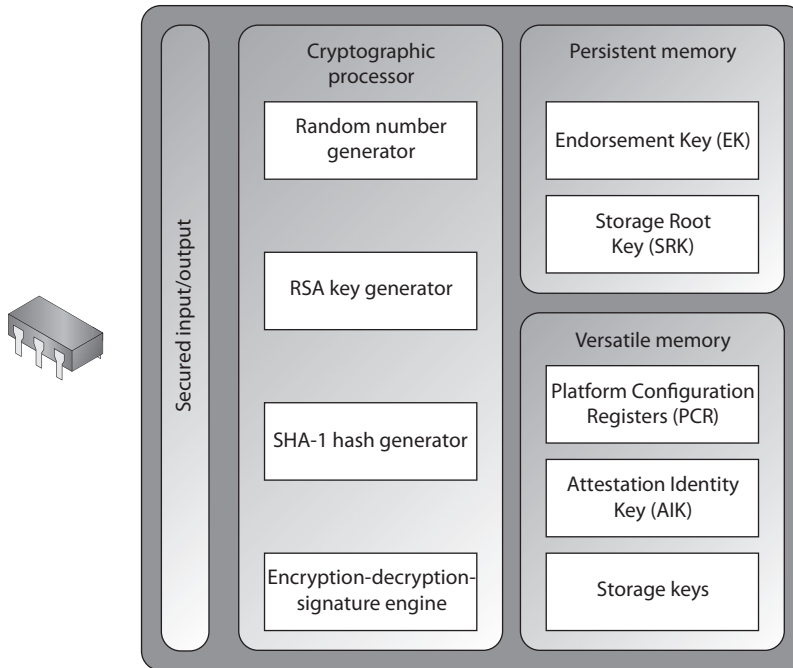 Secured input/output
Cryptographic
processor
Random number
generator
RSA key generator
SHA-1 hash generator
Encryption-decryption-
signature engine
Persistent memory
Endorsement Key (EK)
Storage Root
Key (SRK)
Versatile memory
Platform Configuration
Registers (PCR)
Attestation Identity
Key (AIK)
Storage keys